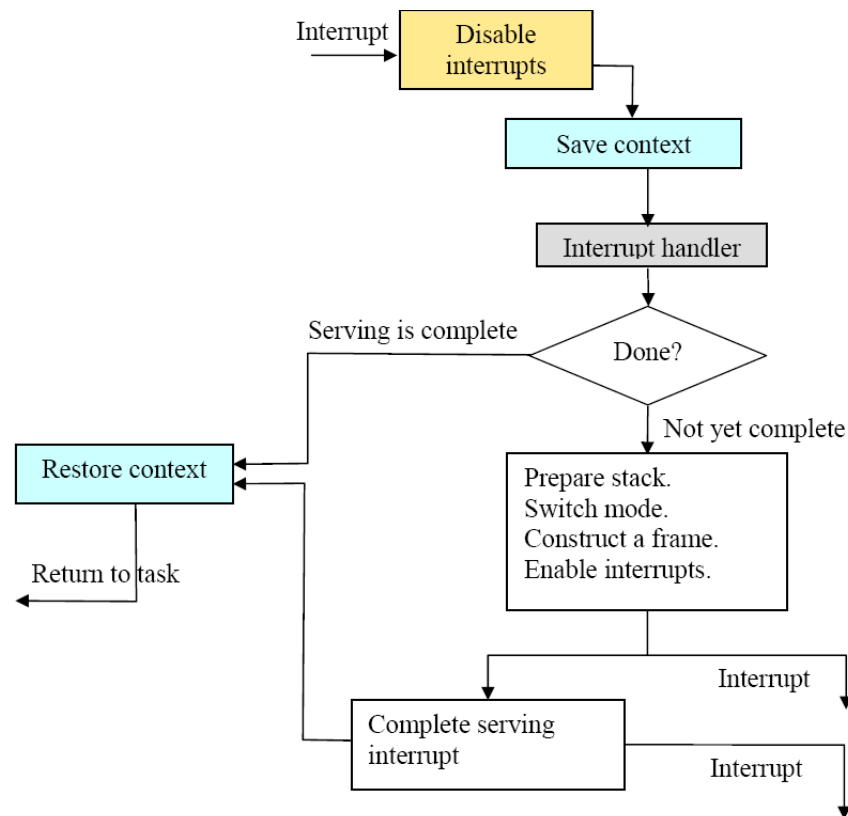 Interrupt
Disable
interrupts
Save context
Interrupt handler
Serving is complete
Done?
Not yet complete
Restore context
Prepare stack.
Switch mode.
Construct a frame.
Enable interrupts.
Return to task
Interrupt
Complete serving
interrupt
Interrupt